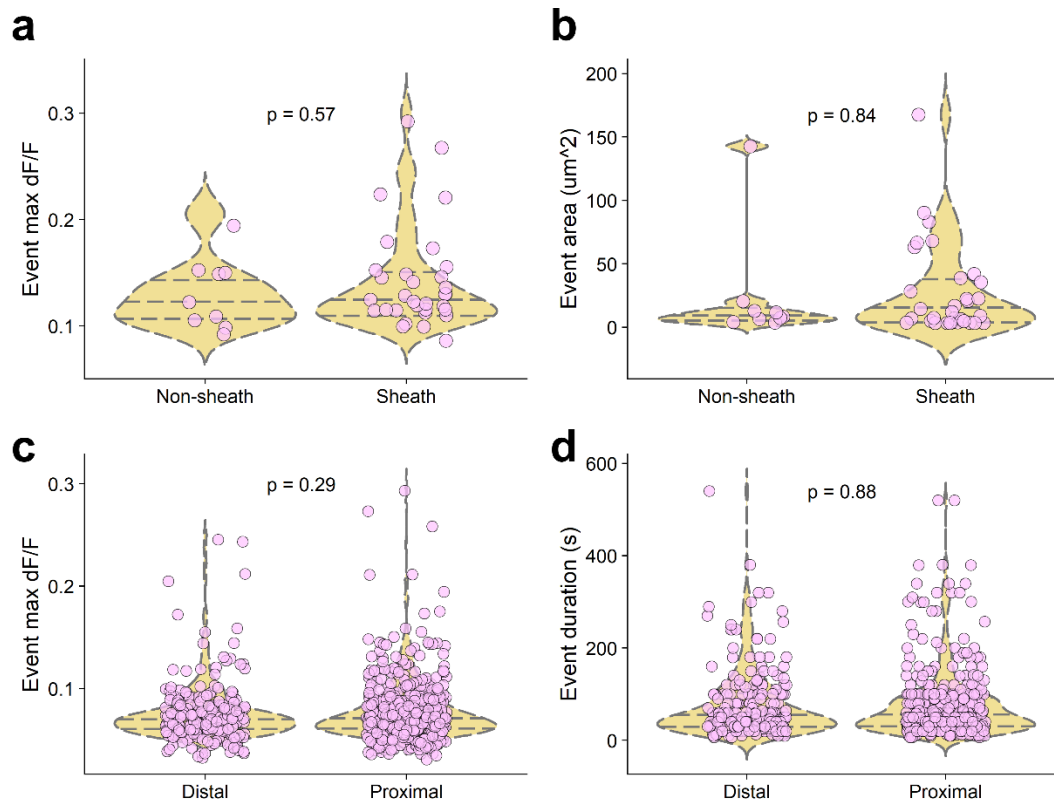 a
Event max dF/F
0.3
0.2
0.1
p = 0.57
Non-sheath
Sheath
b
Event area (um^2)
200
150
100
50
0
p = 0.84
Non-sheath
Sheath
c
Event max dF/F
0.3
0.2
0.1
p = 0.29
Distal
Proximal
d
Event duration (s)
600
400
200
0
p = 0.88
Distal
Proximal